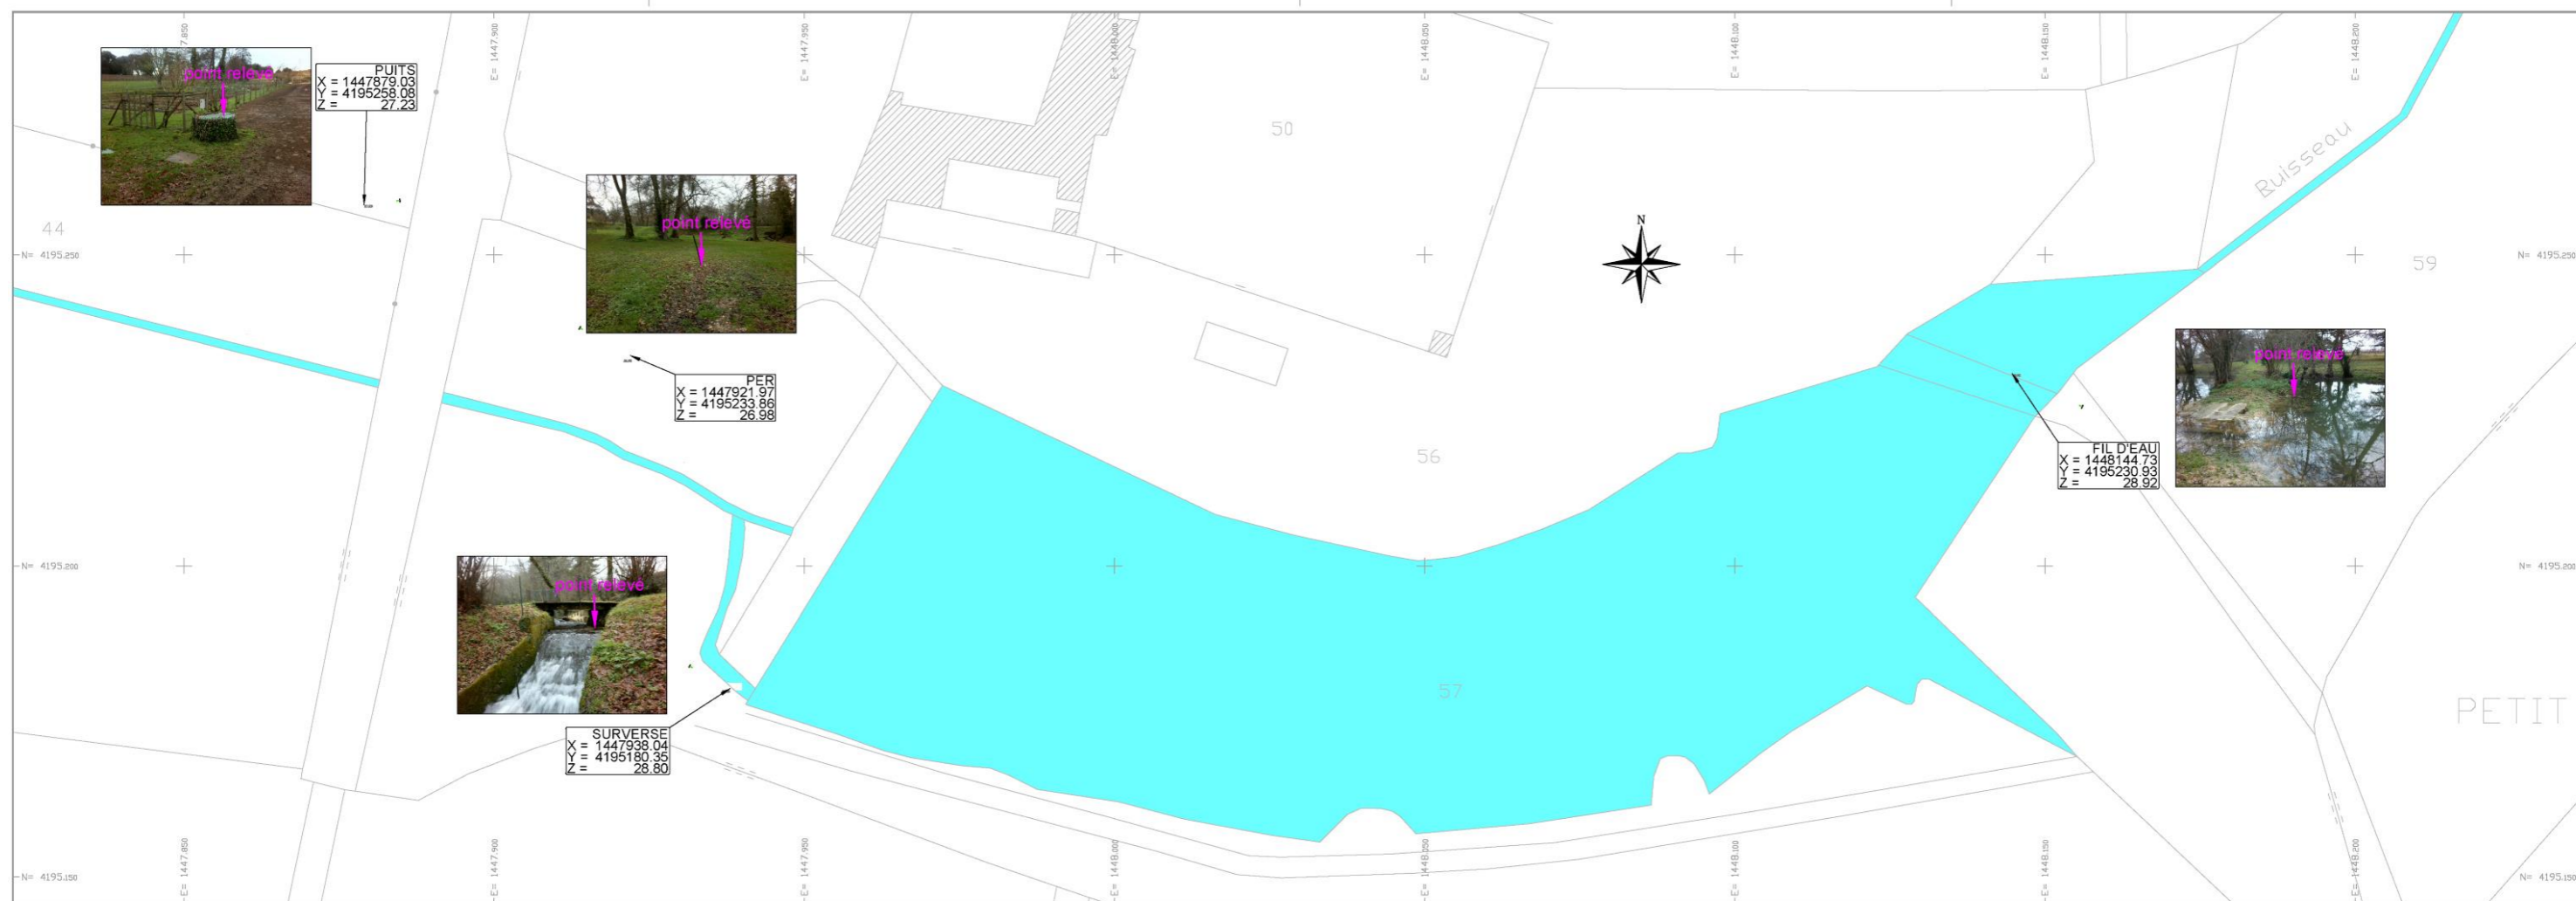 E= 1447.900
E= 1447.950
E= 1448.000
E= 1448.050
E= 1448.100
E= 1448.150
E= 1448.200
point relevé
PUITS
X = 1447879.03
Y = 4195258.08
Z = 27.23
50
Ruisseau
point relevé
N
44
N= 4195.250
59
N= 4195.250
point relevé
PER
X = 1447921.97
Y = 4195233.86
Z = 26.98
56
FIL D'EAU
X = 1448144.73
Y = 4195230.93
Z = 28.92
N= 4195.200
N= 4195.200
point relevé
57
PETIT
SURVERSE
X = 1447938.04
Y = 4195180.35
Z = 28.80
N= 4195.150
N= 4195.150
E= 1447.850
E= 1447.900
E= 1447.950
E= 1448.000
E= 1448.050
E= 1448.100
E= 1448.150
E= 1448.200